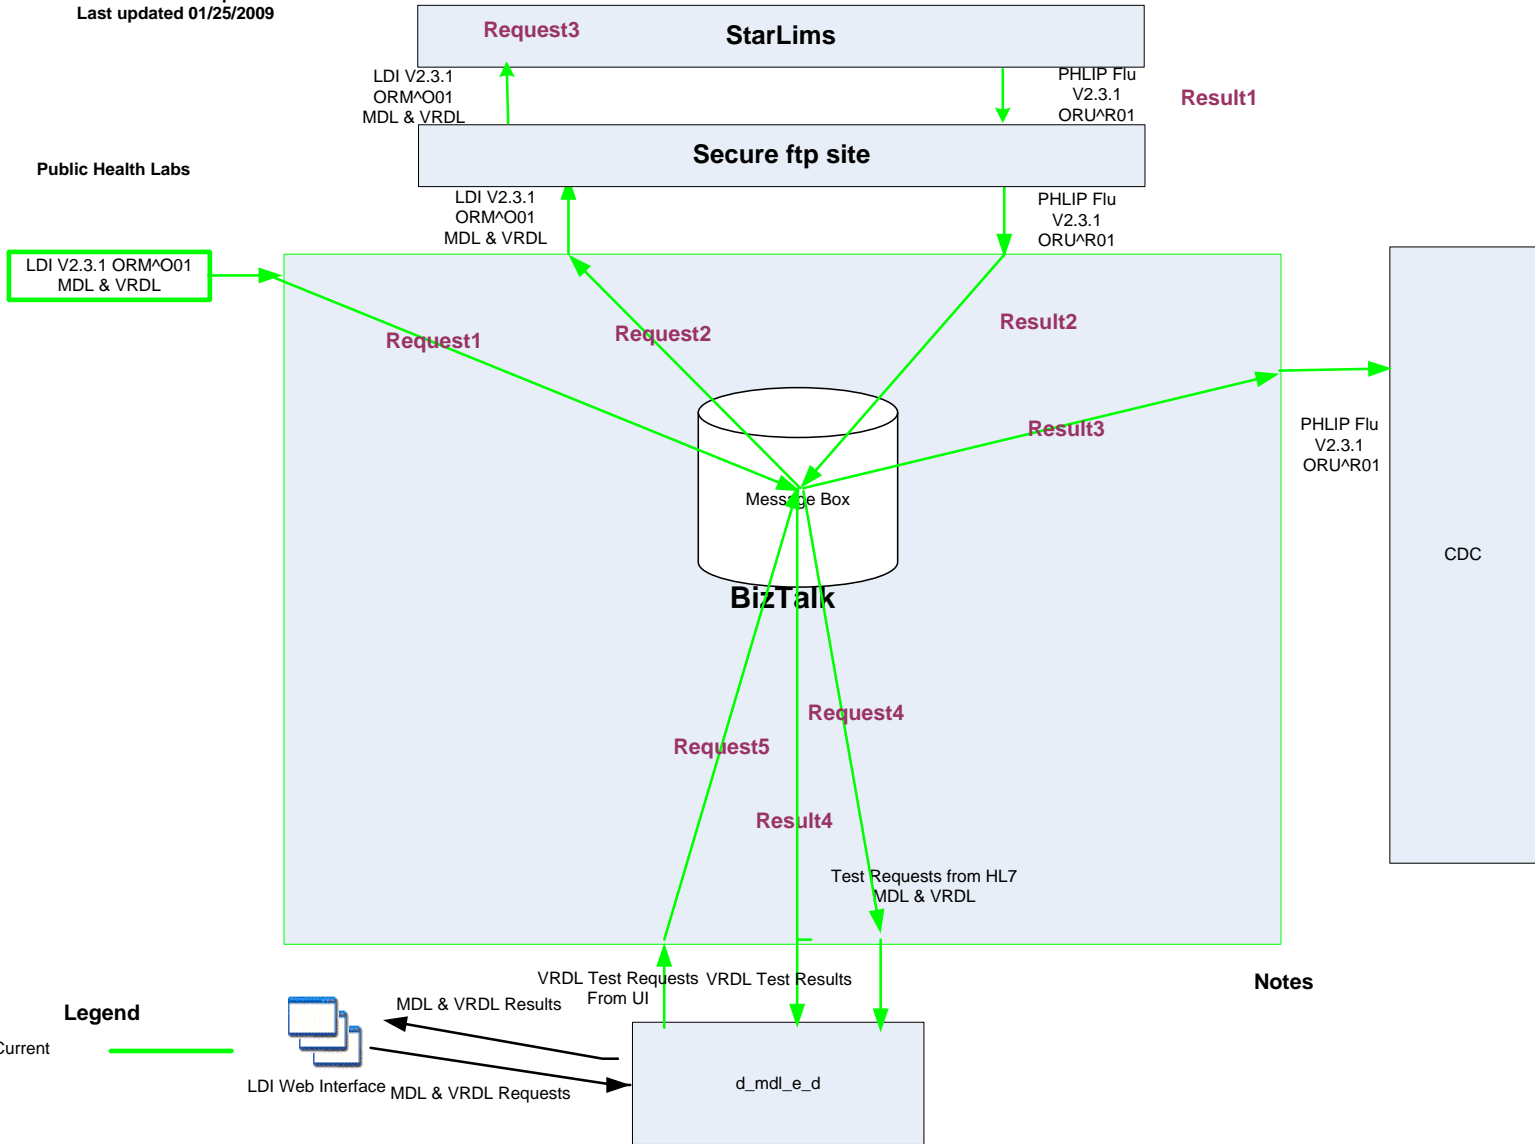 Last updated 01/25/2009
Request3
StarLims
LDI V2.3.1
ORM^O01
MDL & VRDL
PHLIP Flu
V2.3.1
ORU^R01
Result1
Secure ftp site
Public Health Labs
LDI V2.3.1
ORM^O01
MDL & VRDL
PHLIP Flu
V2.3.1
ORU^R01
LDI V2.3.1 ORM^O01
MDL & VRDL
Request1
Request2
Result2
Result3
PHLIP Flu
V2.3.1
ORU^R01
Message Box
BizTalk
CDC
Request4
Request5
Result4
Test Requests from HL7
MDL & VRDL
VRDL Test Requests
From UI
VRDL Test Results
Notes
Legend
Current
MDL & VRDL Results
LDI Web Interface
MDL & VRDL Requests
d_mdl_e_d